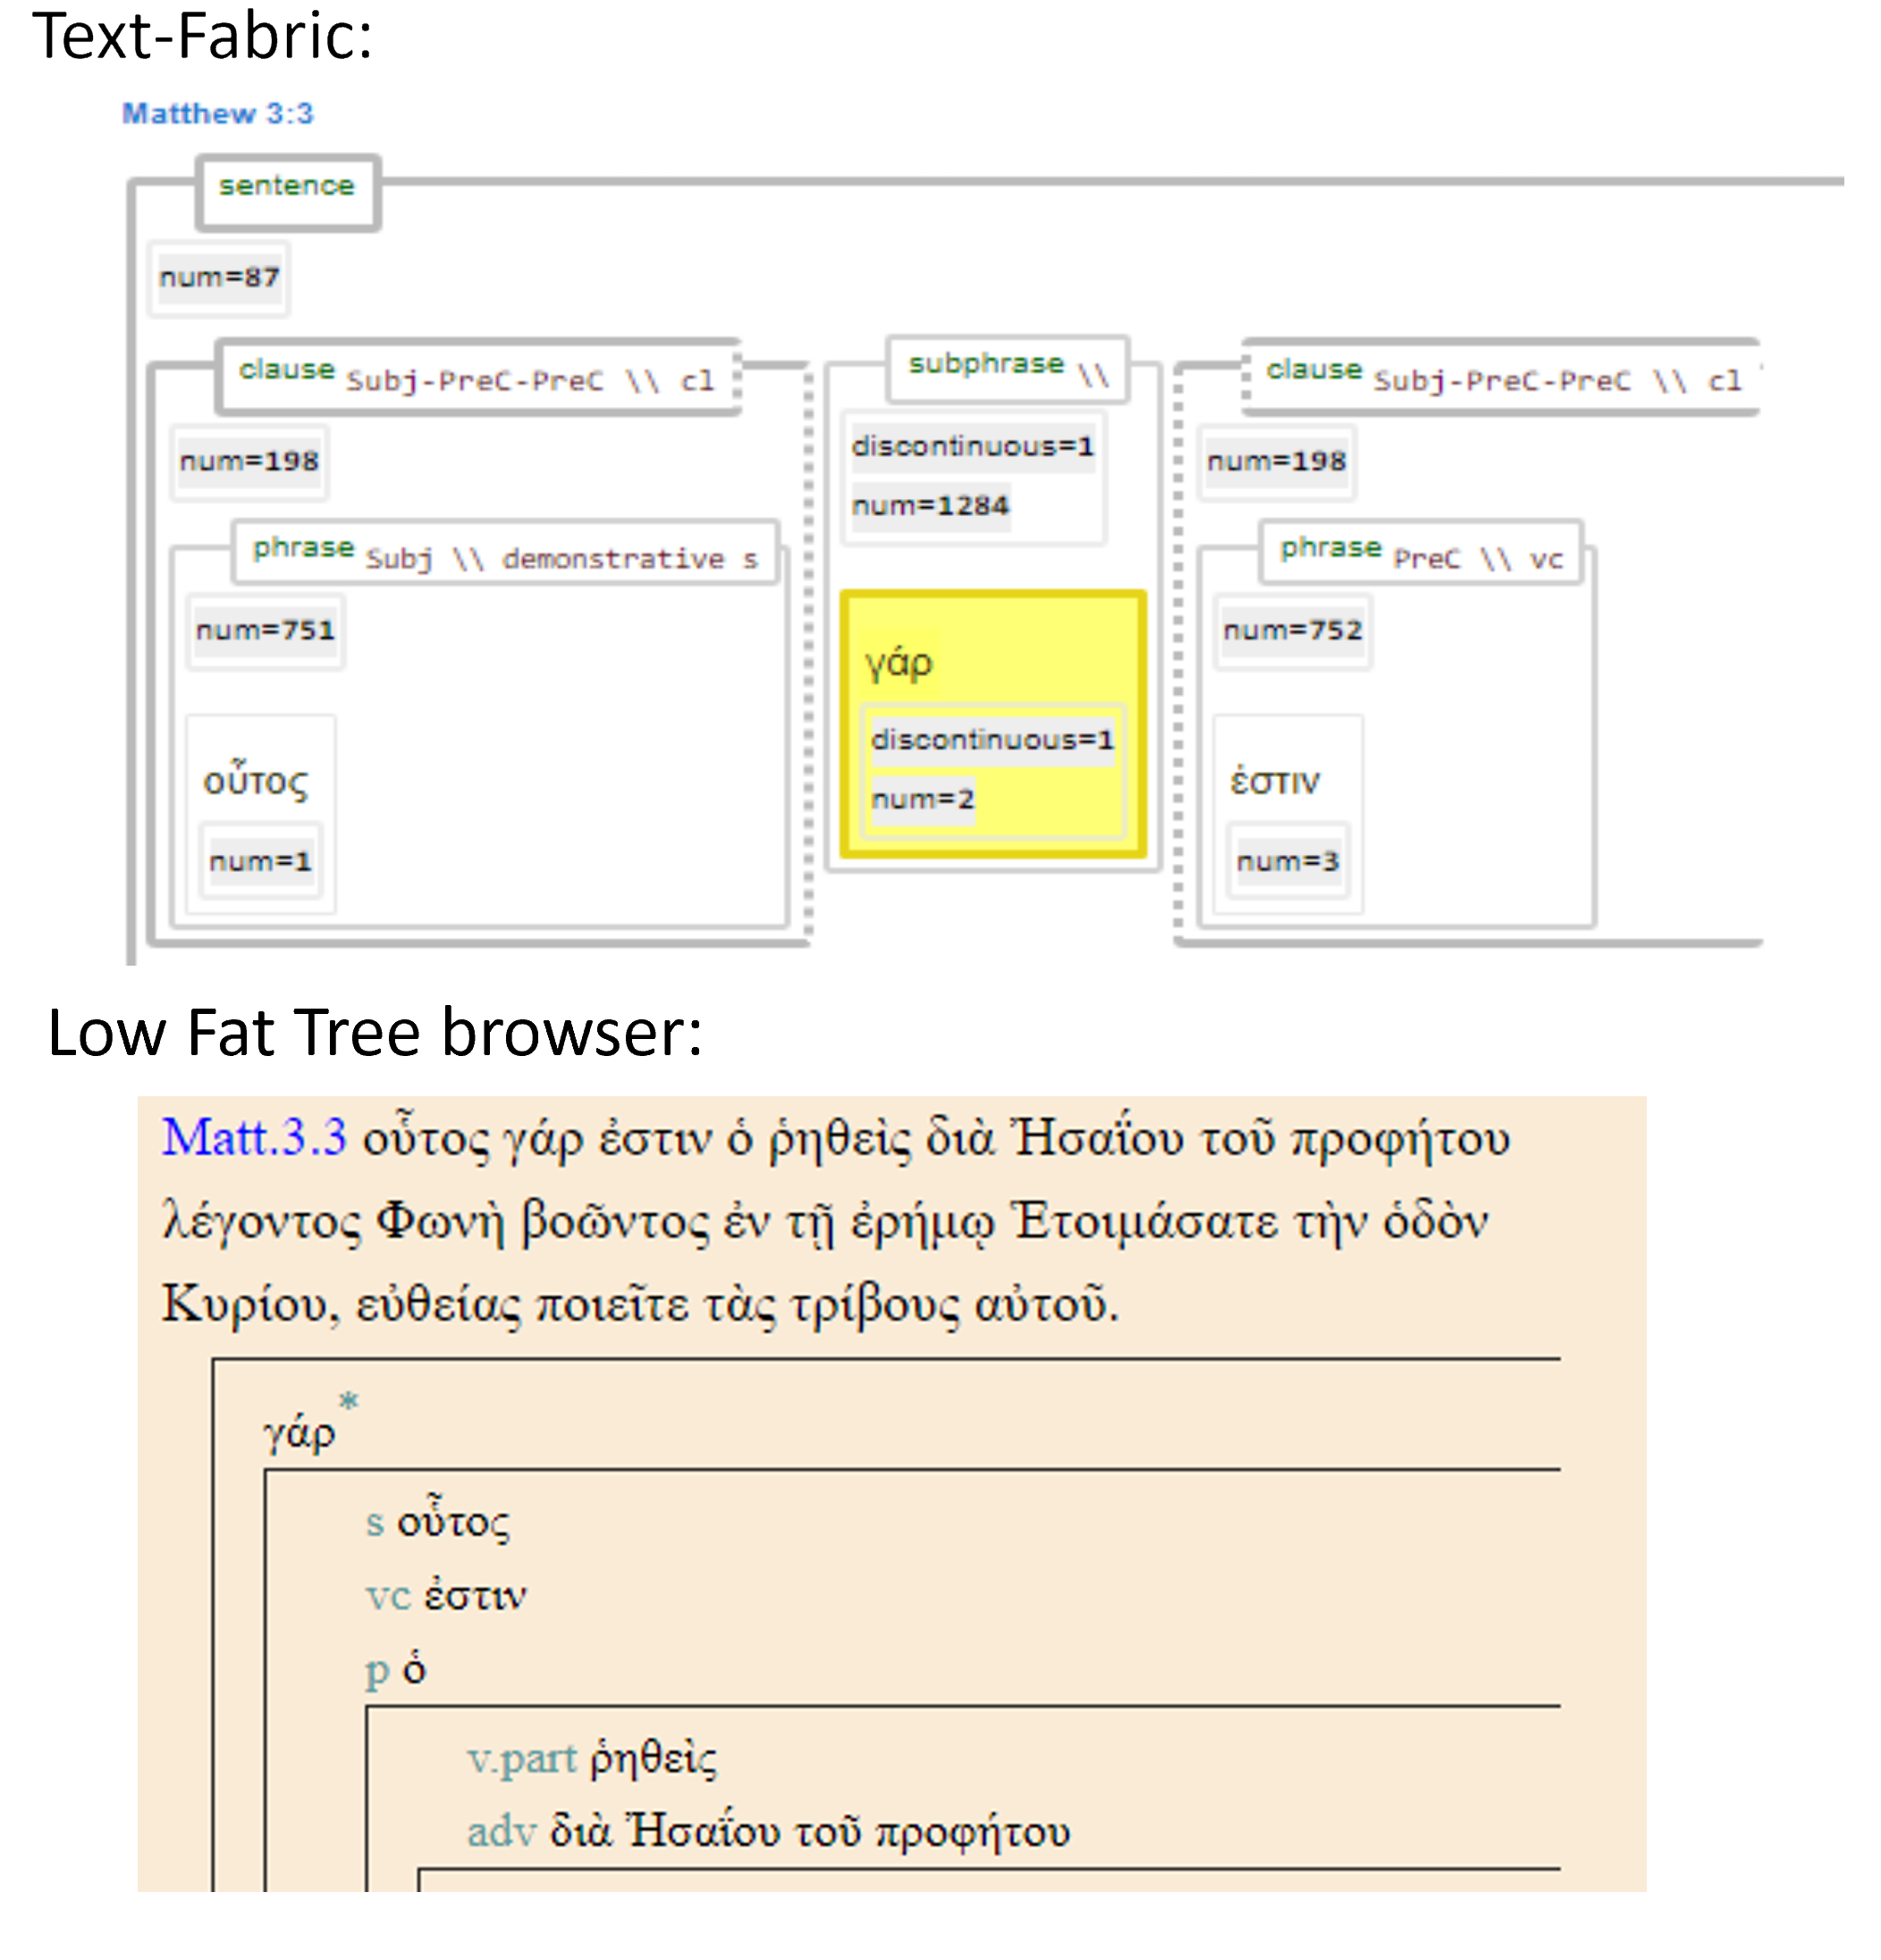 Text-Fabric:
Matthew 3:3
sentence
num=87
clause Subj-PreC-PreC \\ cl
num=198
phrase Subj \\ demonstrative s
num=751
οὗτος
num=1
subphrase \\
discontinuous=1
num=1284
γάρ
discontinuous=1
num=2
clause Subj-PreC-PreC \\ cl
num=198
phrase PreC \\ vc
num=752
ἐστιν
num=3
Low Fat Tree browser:
Matt.3.3 οὗτος γάρ ἐστιν ὁ ῥηθεὶς διὰ Ἠσαΐου τοῦ προφήτου
λέγοντος Φωνὴ βοῶντος ἐν τῇ ἐρήμῳ Ἑτοιμάσατε τὴν ὁδὸν
Κυρίου, εὐθείας ποιεῖτε τὰς τρίβους αὐτοῦ.
γάρ*
s οὗτος
vc ἐστιν
p ὁ
v.part ῥηθεὶς
adv διὰ Ἠσαΐου τοῦ προφήτου